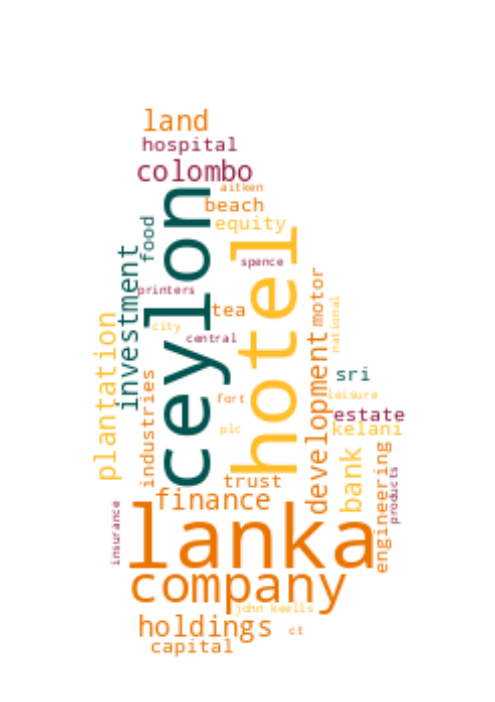 land
hospital
colombo
aitken
beach
equity
food
ceylon
hotel
spence
investment
printers
motor
tea
national
city
central
plantation
sri
industries
development
fort
leisure
estate
plc
kelani
bank
trust
engineering
products
finance
insurance
lanka
company
john keells
holdings
ct
capital